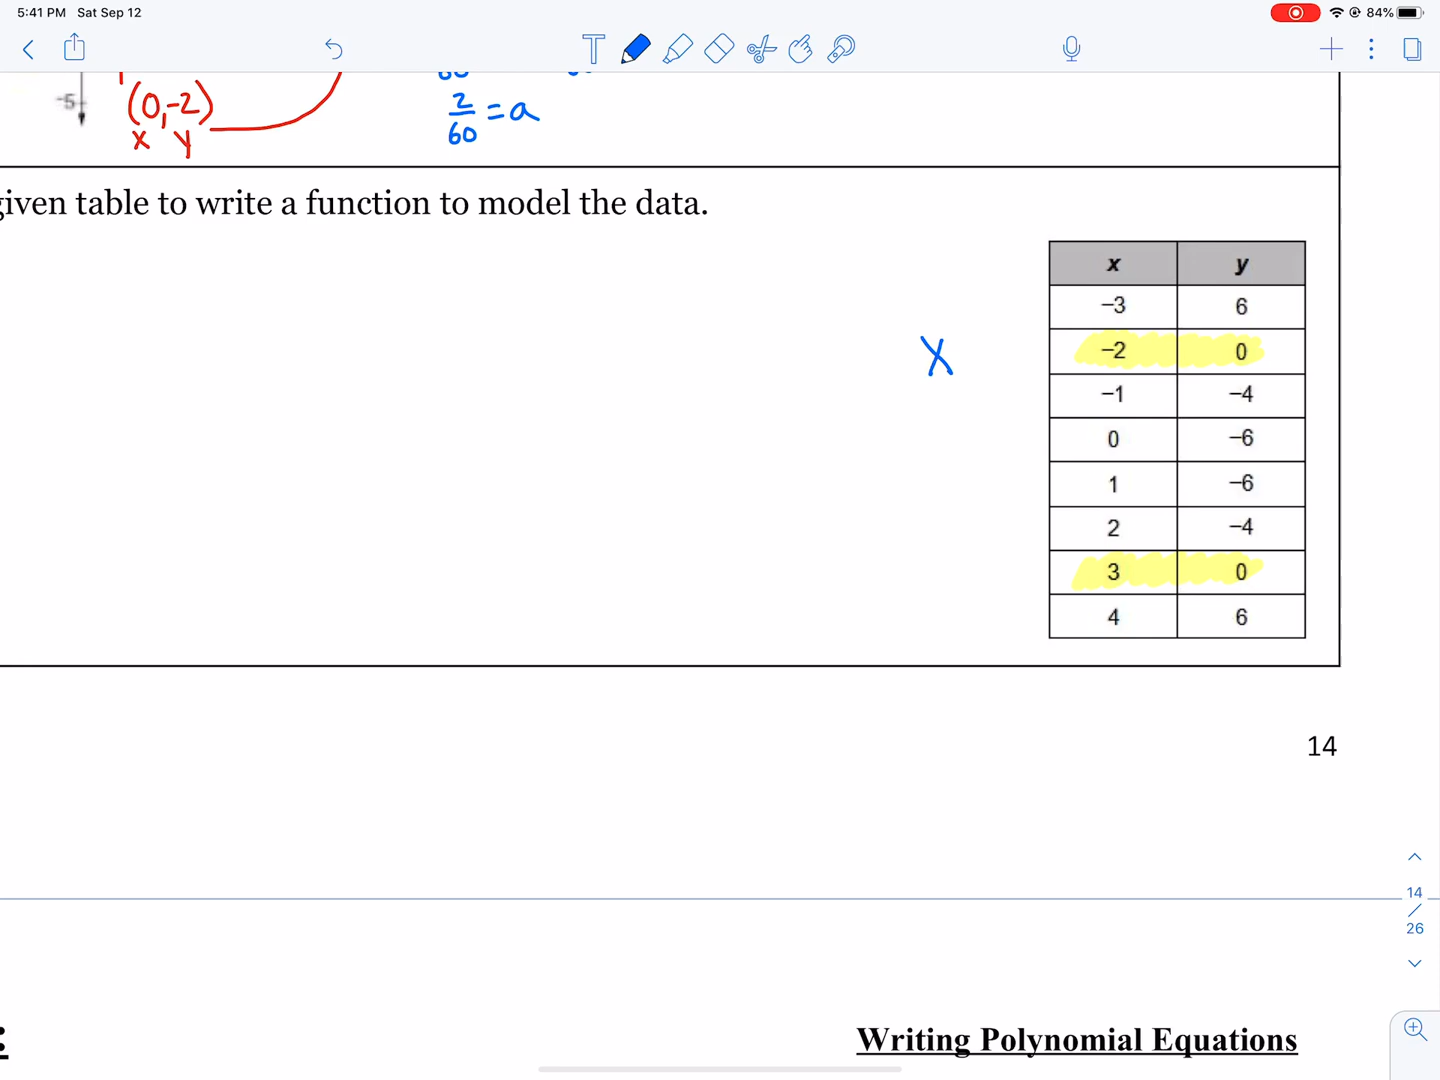 5:41 PM Sat Sep 12
84%
T
-5
(0,-2)
x y
2/60 = a
given table to write a function to model the data.
x y
-3 6
X
-2 0
-1 -4
0 -6
1 -6
2 -4
3 0
4 6
14
14
/
26
Writing Polynomial Equations